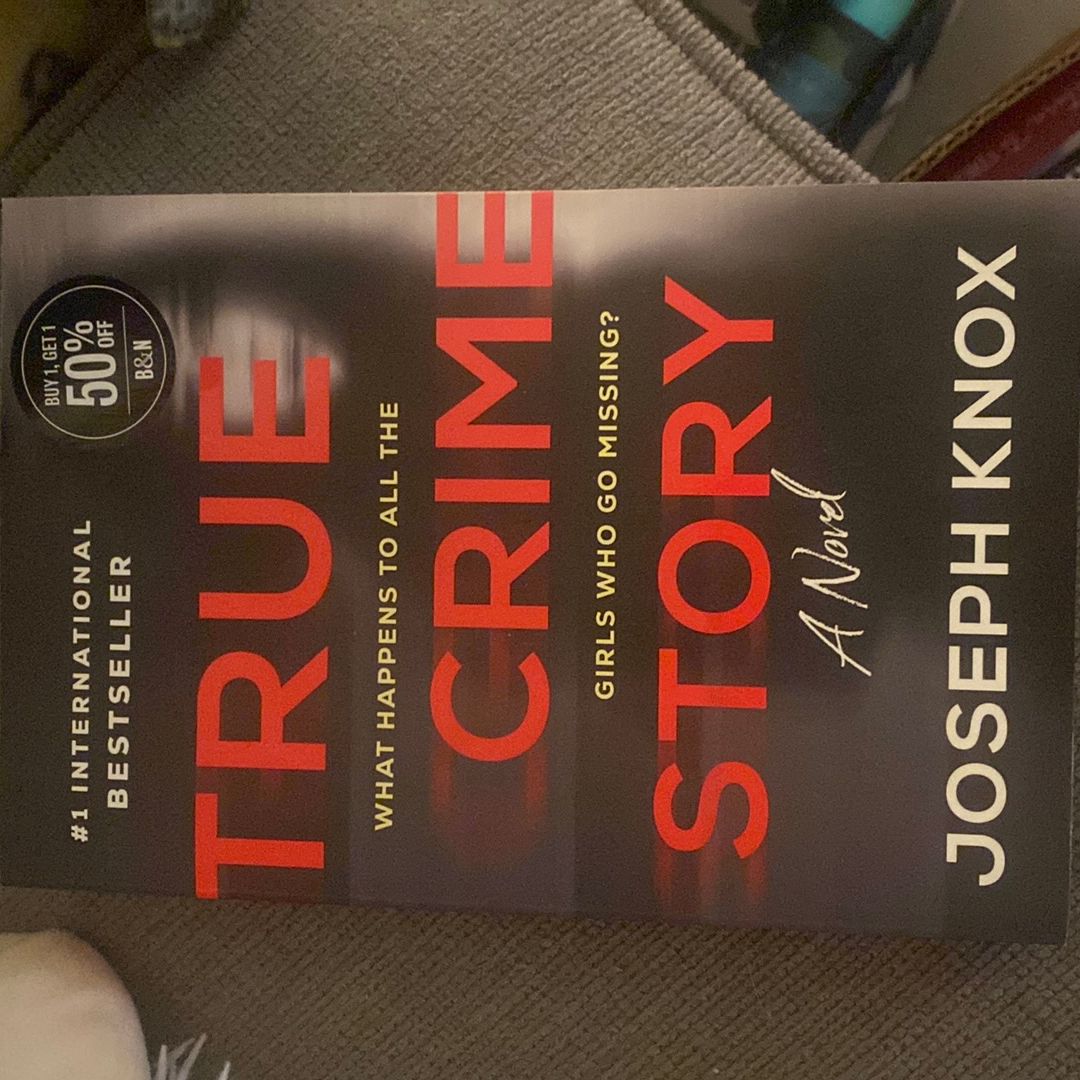 #1 INTERNATIONAL
BESTSELLER
BUY 1, GET 1
50%
OFF
B&N
TRUE
WHAT HAPPENS TO ALL THE
CRIME
GIRLS WHO GO MISSING?
STORY
A Novel
JOSEPH KNOX